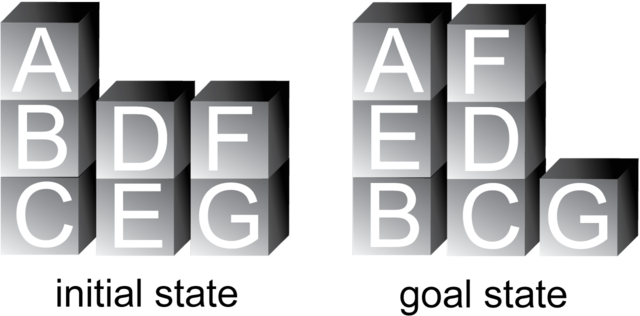 A A F
B D F E D
C E G B C G
initial state goal state